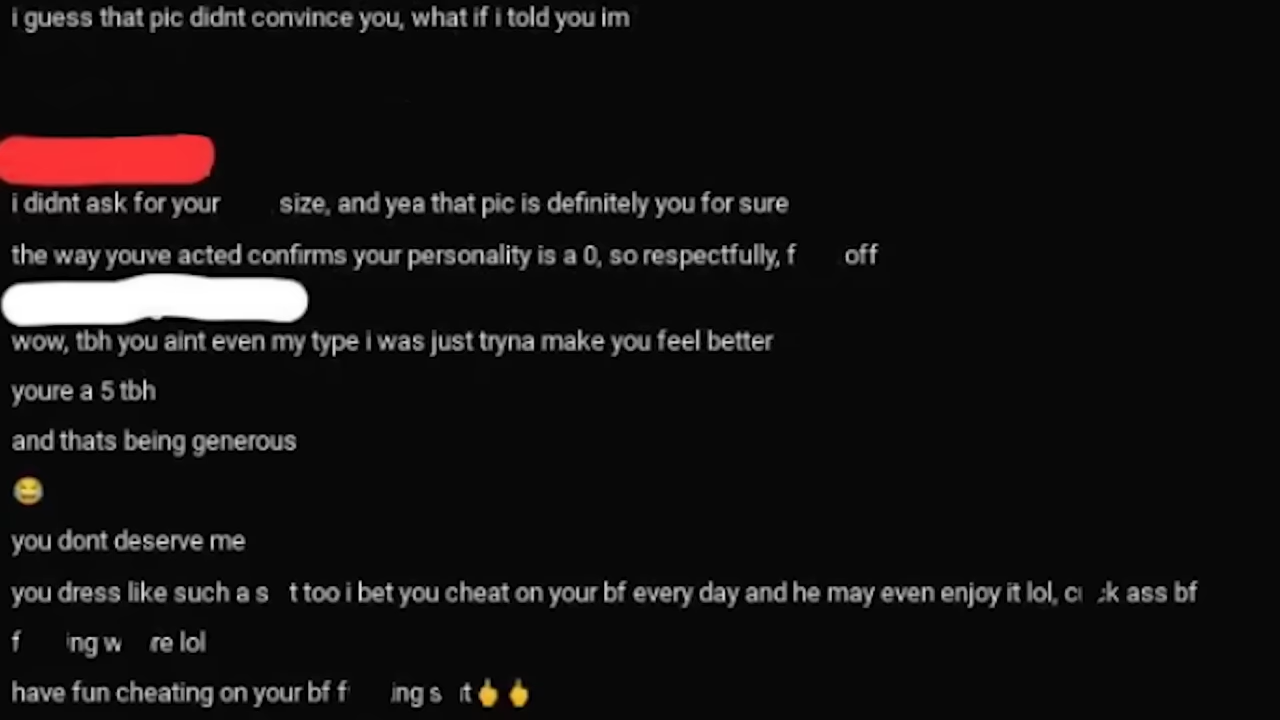 i guess that pic didnt convince you, what if i told you im
i didnt ask for your size, and yea that pic is definitely you for sure
the way youve acted confirms your personality is a 0, so respectfully, f off
wow, tbh you aint even my type i was just tryna make you feel better
youre a 5 tbh
and thats being generous
😂
you dont deserve me
you dress like such a s t too i bet you cheat on your bf every day and he may even enjoy it lol, c k ass bf
f ing w re lol
have fun cheating on your bf f ing s t🖕🖕